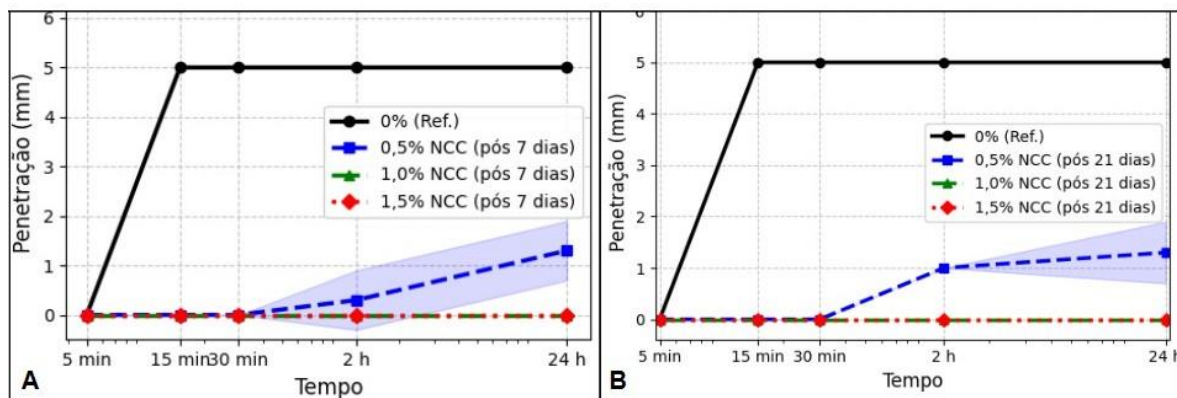 6
5
4
3
2
1
0
Penetração (mm)
0% (Ref.)
0,5% NCC (pós 7 dias)
1,0% NCC (pós 7 dias)
1,5% NCC (pós 7 dias)
5 min
15 min
30 min
2 h
24 h
Tempo
A
6
5
4
3
2
1
0
Penetração (mm)
0% (Ref.)
0,5% NCC (pós 21 dias)
1,0% NCC (pós 21 dias)
1,5% NCC (pós 21 dias)
5 min
15 min
30 min
2 h
24 h
Tempo
B